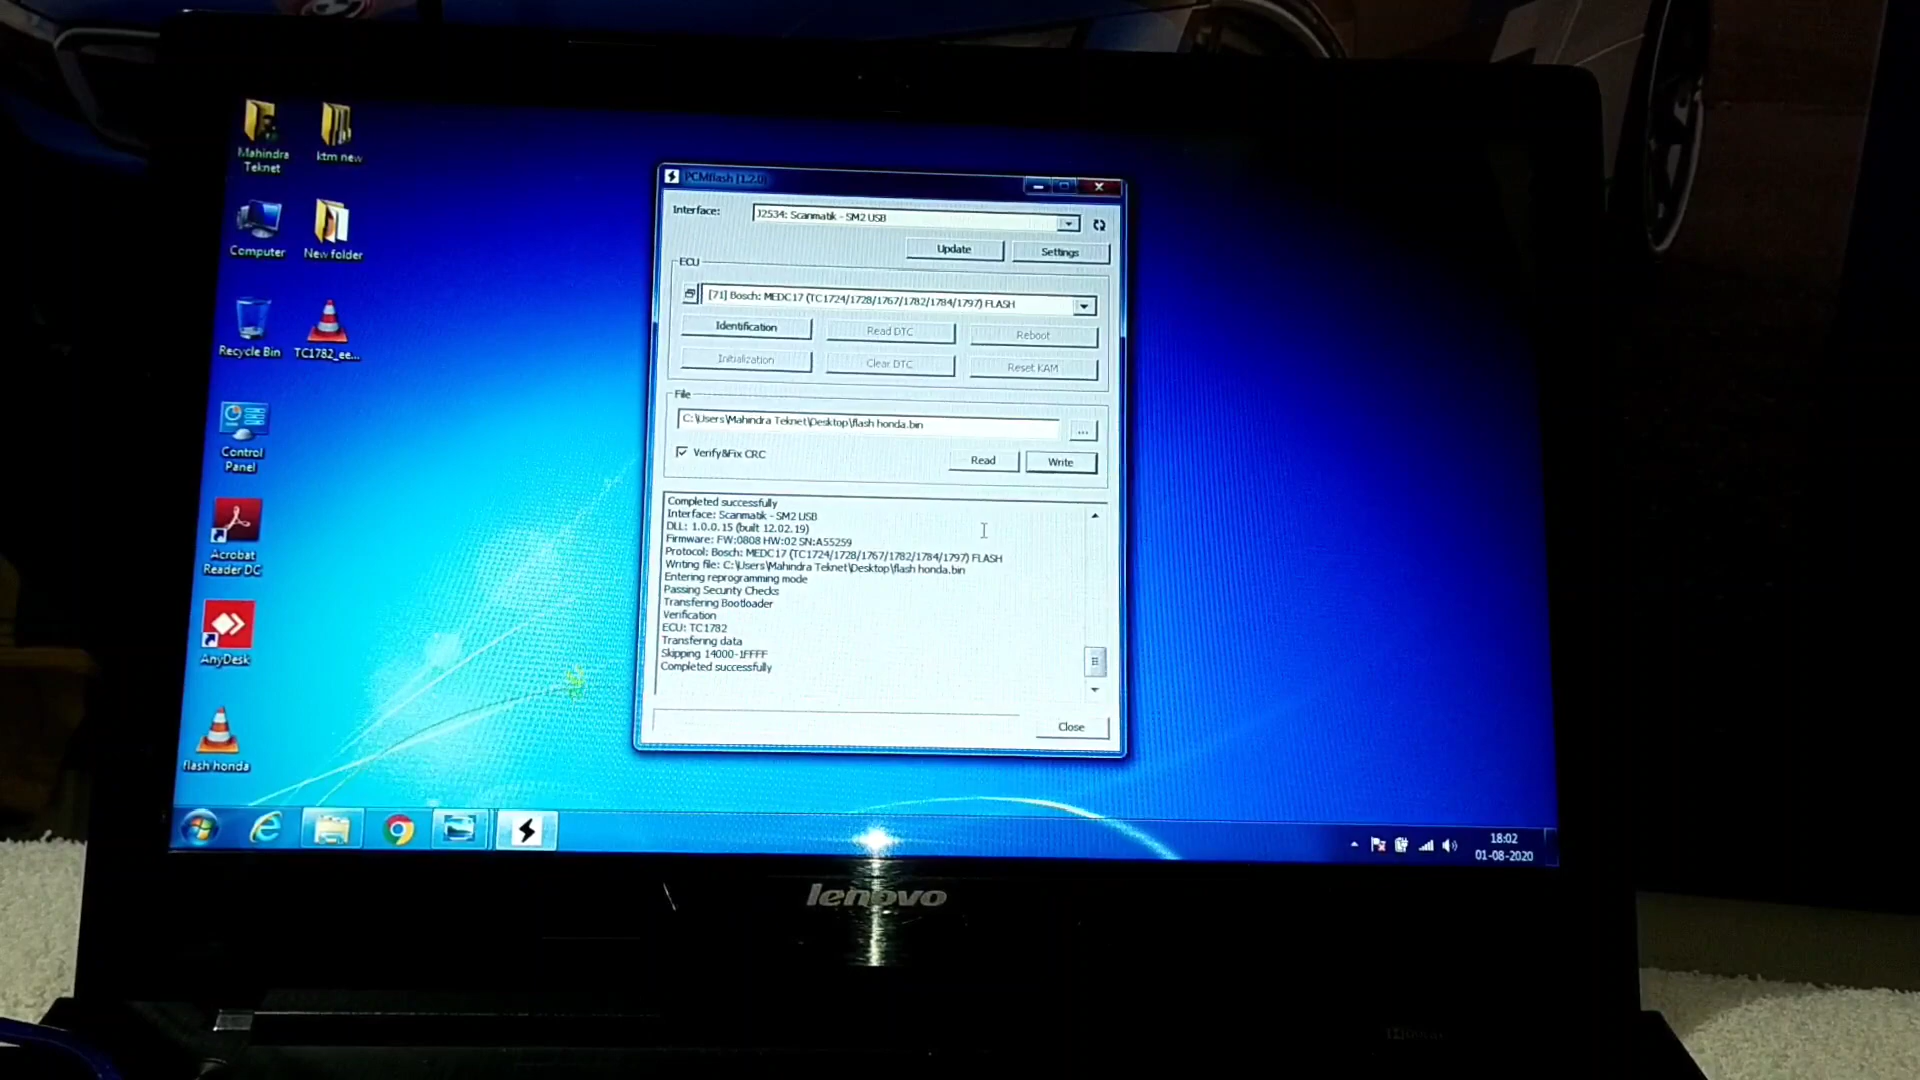 Mahindra
Teknet
ktm new
Computer
New folder
Recycle Bin
TC1782_ee...
Control
Panel
Acrobat
Reader DC
AnyDesk
flash honda
PCMflash [1.2.0]
Interface:
J2534: Scanmatik - SM2 USB
Update
Settings
ECU
[71] Bosch: MEDC17 (TC1724/1728/1767/1782/1784/1797) FLASH
Identification
Read DTC
Reboot
Initialization
Clear DTC
Reset KAM
File
C:\Users\Mahindra Teknet\Desktop\flash honda.bin
...
Verify&Fix CRC
Read
Write
Completed successfully
Interface: Scanmatik - SM2 USB
DLL: 1.0.0.15 (built 12.02.19)
Firmware: FW:0808 HW:02 SN:A55259
Protocol: Bosch: MEDC17 (TC1724/1728/1767/1782/1784/1797) FLASH
Writing file: C:\Users\Mahindra Teknet\Desktop\flash honda.bin
Entering reprogramming mode
Passing Security Checks
Transfering Bootloader
Verification
ECU: TC1782
Transfering data
Skipping 14000-1FFFF
Completed successfully
Close
18:02
01-08-2020
lenovo